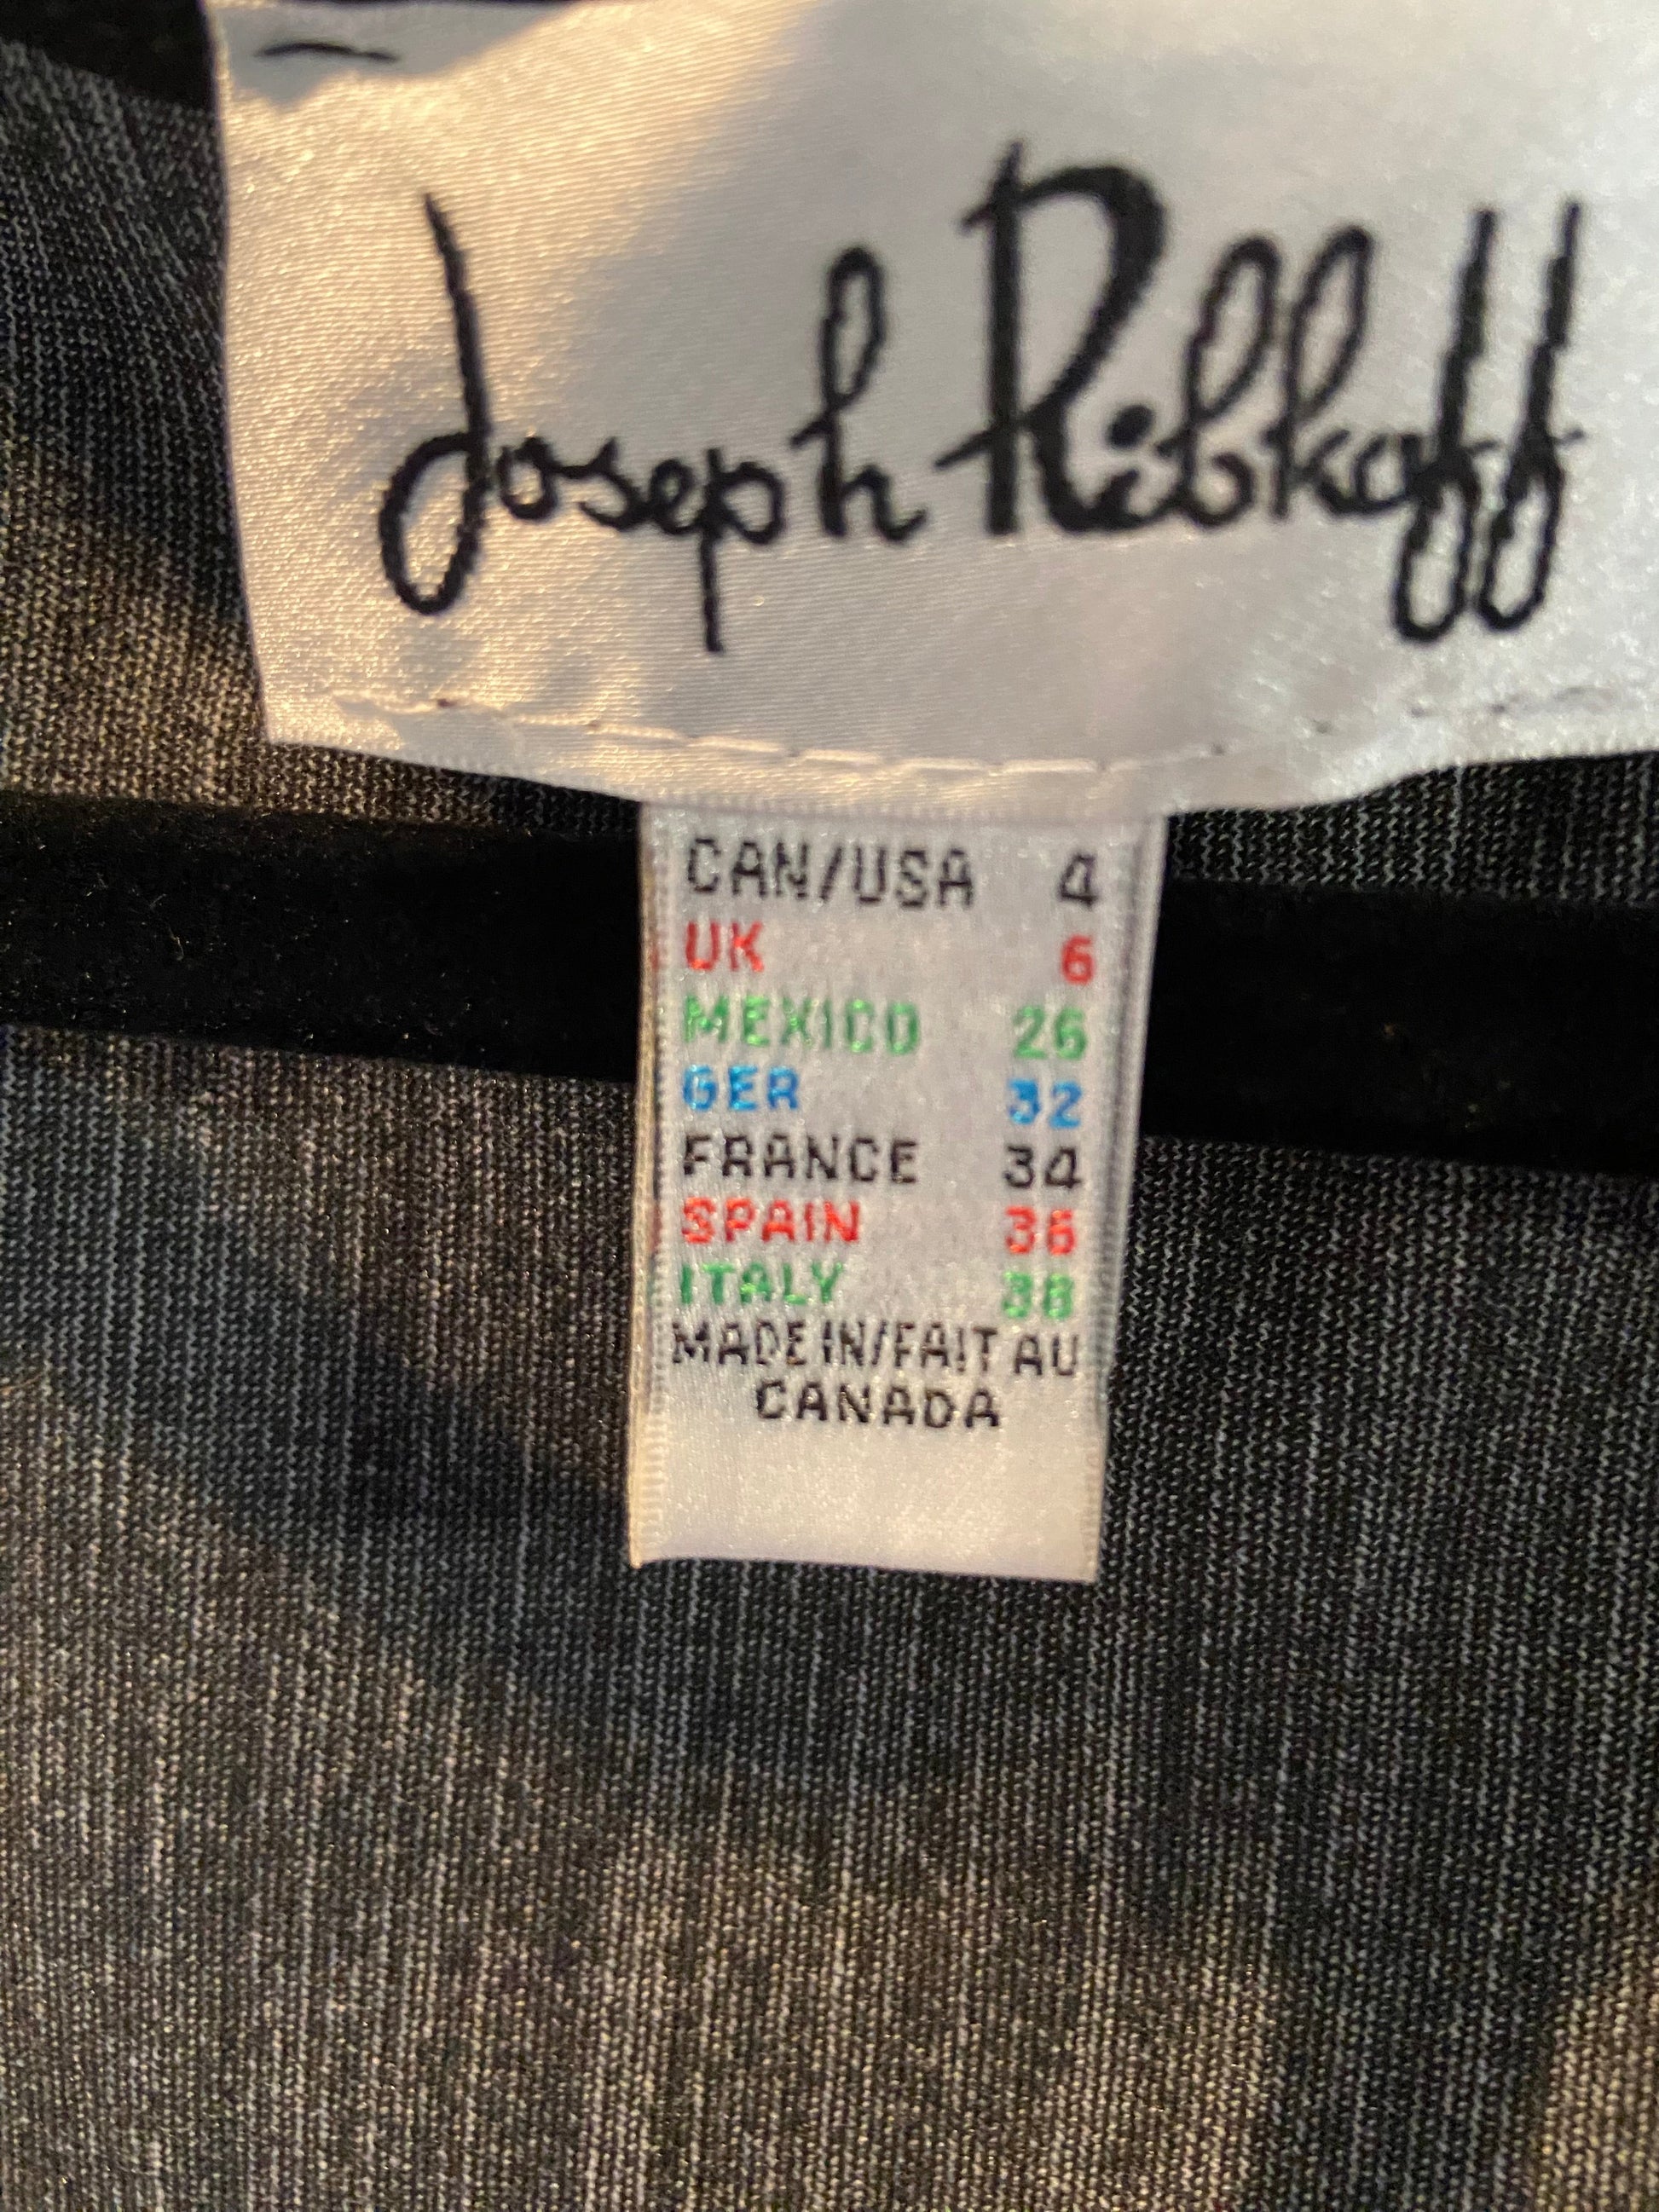 Joseph Ribkoff
CAN/USA 4
UK 6
MEXICO 26
GER 32
FRANCE 34
SPAIN 36
ITALY 38
MADE IN/FAIT AU
CANADA